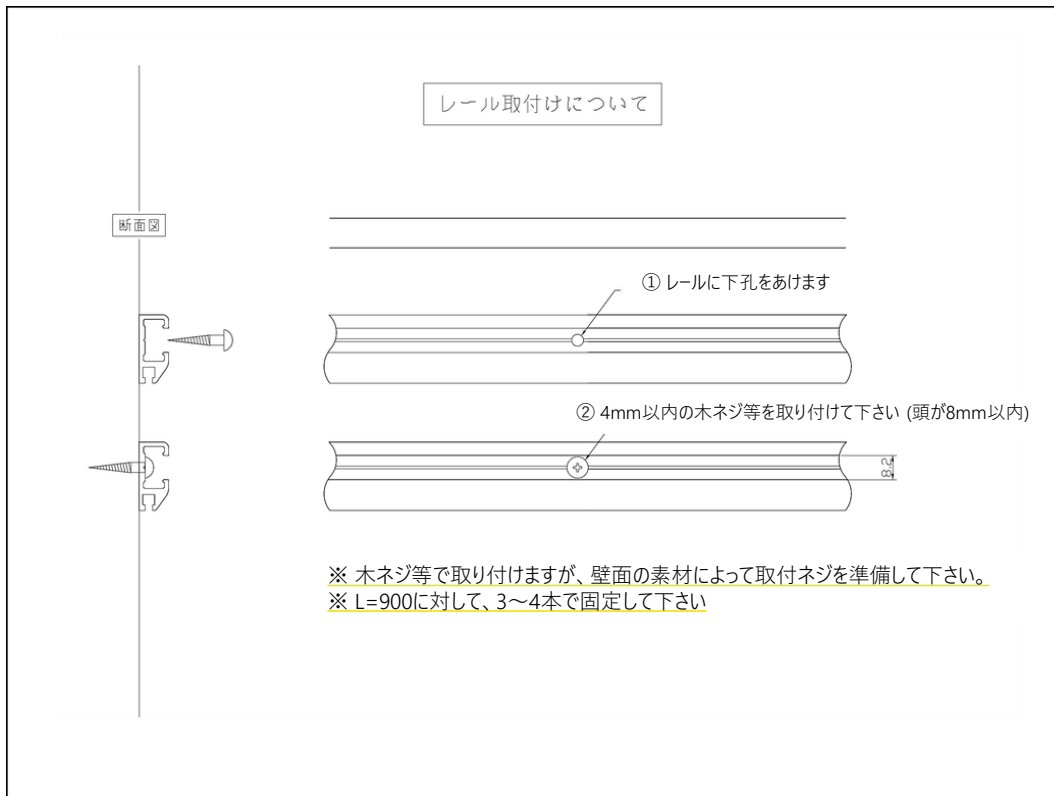 レール取付けについて
断面図
① レールに下孔をあけます
② 4mm以内の木ネジ等を取り付けて下さい (頭が8mm以内)
8.2
※ 木ネジ等で取り付けますが、壁面の素材によって取付ネジを準備して下さい。
※ L=900に対して、3～4本で固定して下さい